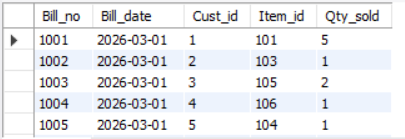 Bill_no Bill_date Cust_id Item_id Qty_sold
1001 2026-03-01 1 101 5
1002 2026-03-01 2 103 1
1003 2026-03-01 3 105 2
1004 2026-03-01 4 106 1
1005 2026-03-01 5 104 1